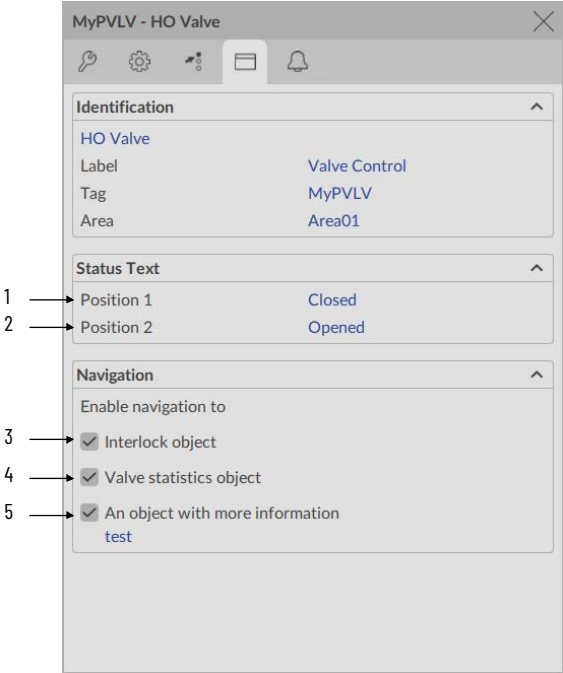 MyPVLV - HO Valve
Identification
HO Valve
Label Valve Control
Tag MyPVLV
Area Area01
Status Text
1 Position 1 Closed
2 Position 2 Opened
Navigation
Enable navigation to
3 Interlock object
4 Valve statistics object
5 An object with more information
test